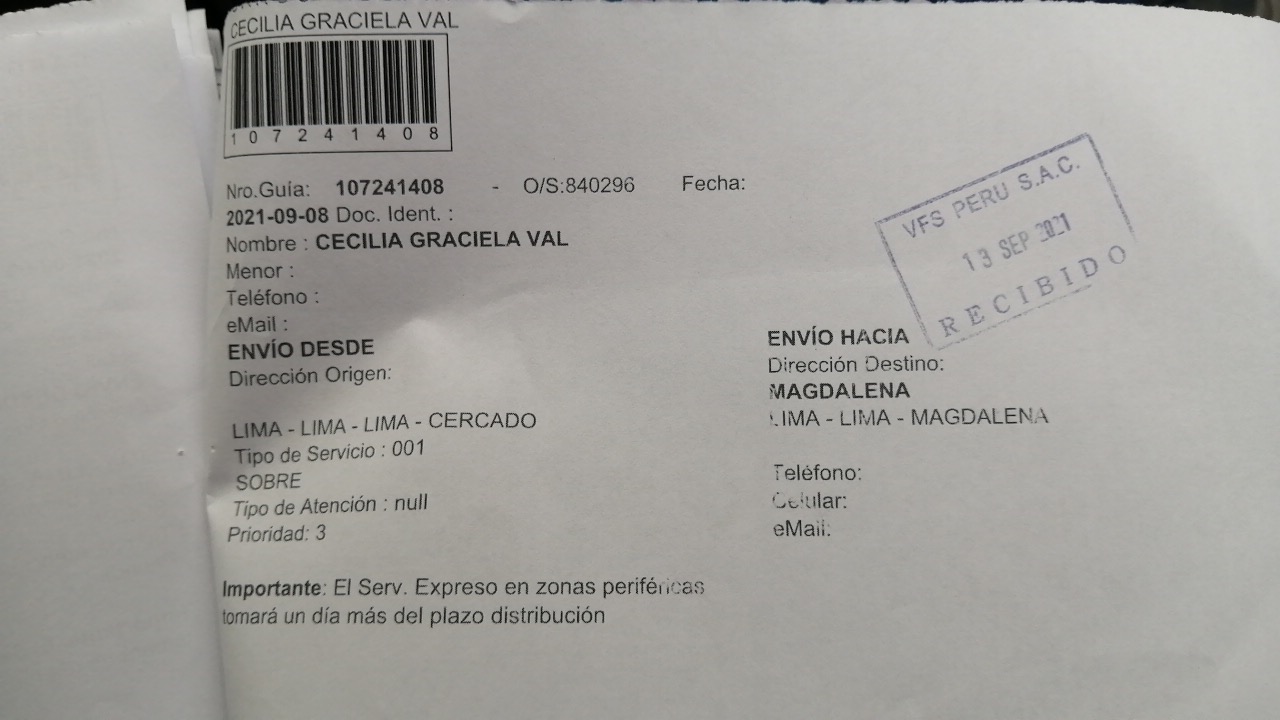 CECILIA GRACIELA VAL
1 0 7 2 4 1 4 0 8
Nro.Guía: 107241408 - O/S:840296 Fecha:
2021-09-08 Doc. Ident. :
Nombre : CECILIA GRACIELA VAL
Menor :
Teléfono :
eMail :
ENVÍO DESDE
Dirección Origen:
LIMA - LIMA - LIMA - CERCADO
Tipo de Servicio : 001
SOBRE
Tipo de Atención : null
Prioridad: 3
VFS PERU S.A.C.
13 SEP 2021
RECIBIDO
ENVÍO HACIA
Dirección Destino:
MAGDALENA
LIMA - LIMA - MAGDALENA
Teléfono:
Celular:
eMail:
Importante: El Serv. Expreso en zonas periféricas
tomará un día más del plazo distribución